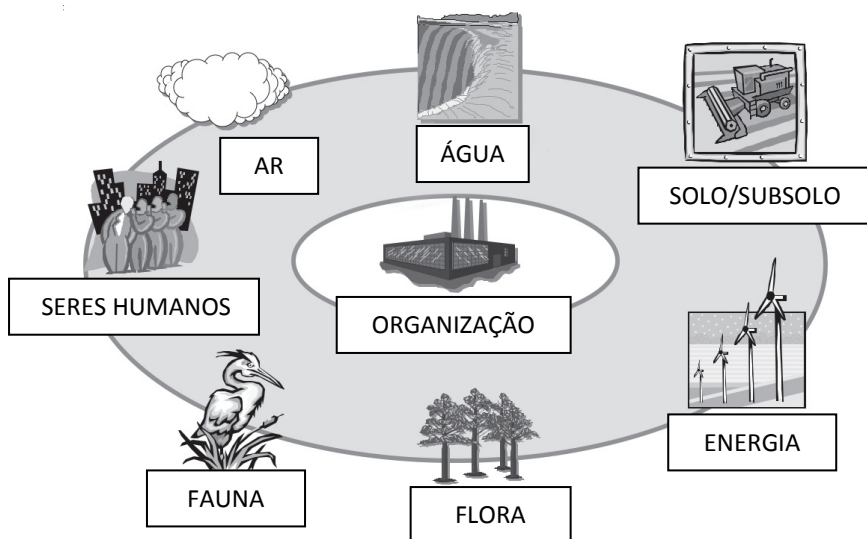 ÁGUA
AR
SOLO/SUBSOLO
SERES HUMANOS
ORGANIZAÇÃO
ENERGIA
FAUNA
FLORA